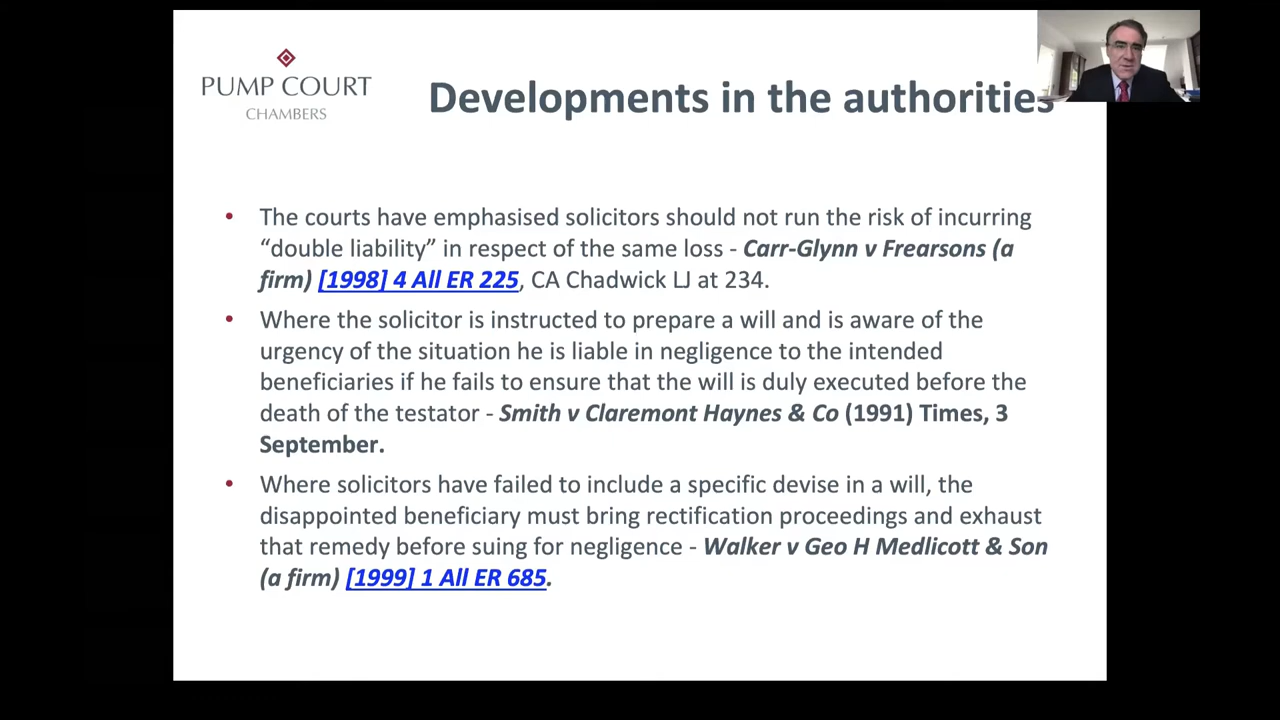 PUMP COURT
CHAMBERS
Developments in the authorities
• The courts have emphasised solicitors should not run the risk of incurring
“double liability” in respect of the same loss - Carr-Glynn v Frearsons (a
firm) [1998] 4 All ER 225, CA Chadwick LJ at 234.
• Where the solicitor is instructed to prepare a will and is aware of the
urgency of the situation he is liable in negligence to the intended
beneficiaries if he fails to ensure that the will is duly executed before the
death of the testator - Smith v Claremont Haynes & Co (1991) Times, 3
September.
• Where solicitors have failed to include a specific devise in a will, the
disappointed beneficiary must bring rectification proceedings and exhaust
that remedy before suing for negligence - Walker v Geo H Medlicott & Son
(a firm) [1999] 1 All ER 685.